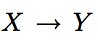 X → Y